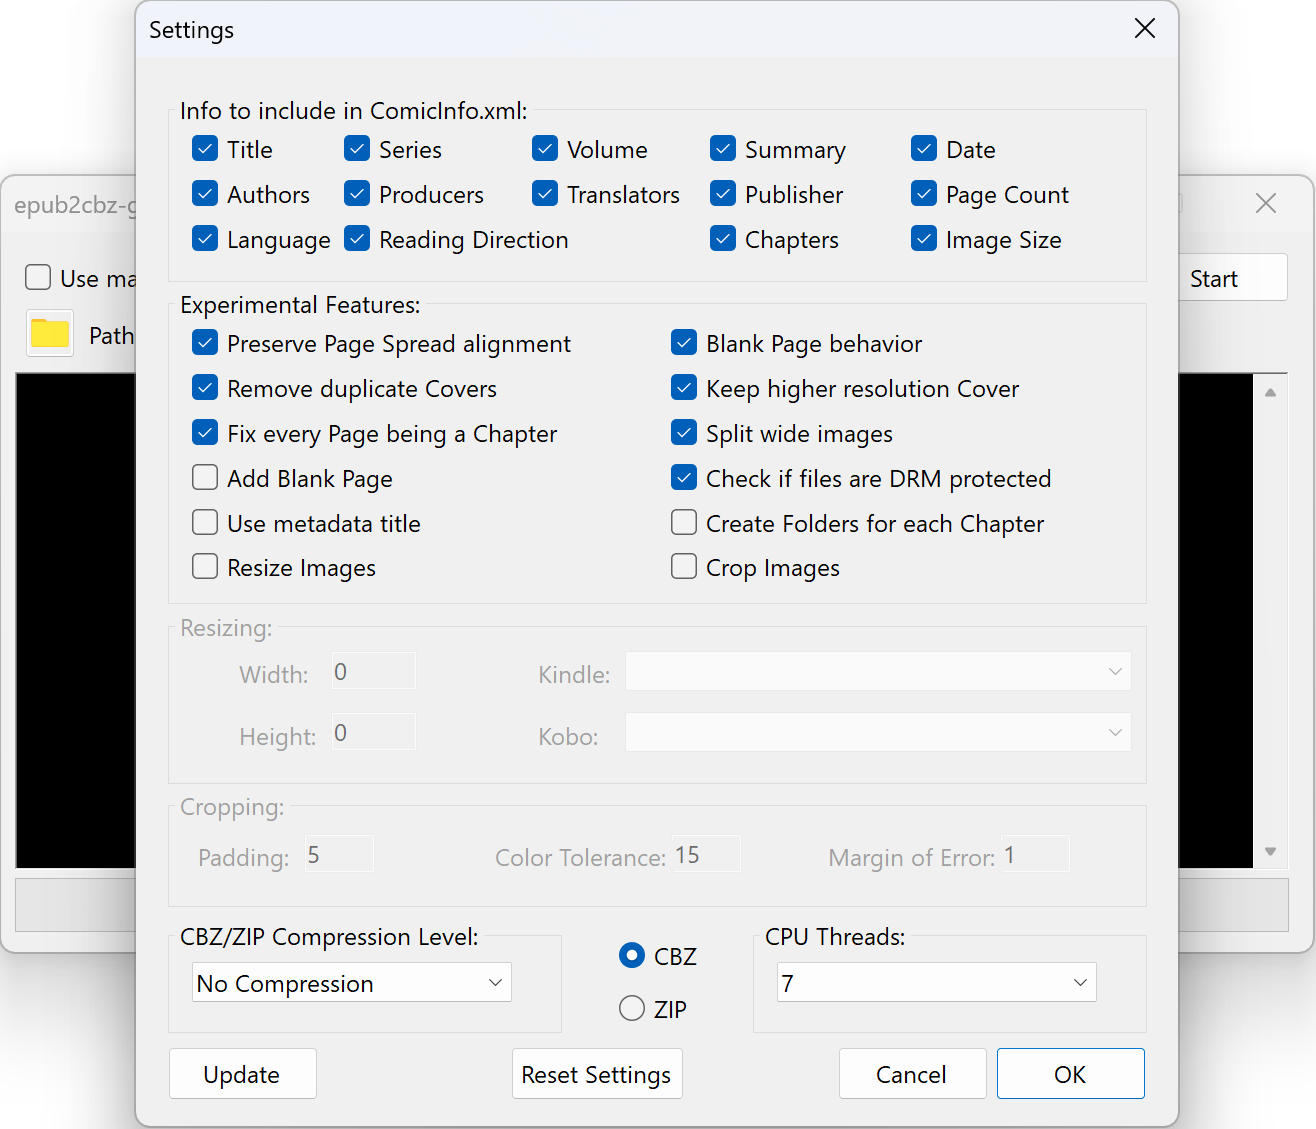 Settings
Info to include in ComicInfo.xml:
Title Series Volume Summary Date
Authors Producers Translators Publisher Page Count
Language Reading Direction Chapters Image Size
epub2cbz-g
Use ma
Start
Path
Experimental Features:
Preserve Page Spread alignment Blank Page behavior
Remove duplicate Covers Keep higher resolution Cover
Fix every Page being a Chapter Split wide images
Add Blank Page Check if files are DRM protected
Use metadata title Create Folders for each Chapter
Resize Images Crop Images
Resizing:
Width: 0 Kindle:
Height: 0 Kobo:
Cropping:
Padding: 5 Color Tolerance: 15 Margin of Error: 1
CBZ/ZIP Compression Level: CBZ CPU Threads:
No Compression 7
ZIP
Update Reset Settings Cancel OK